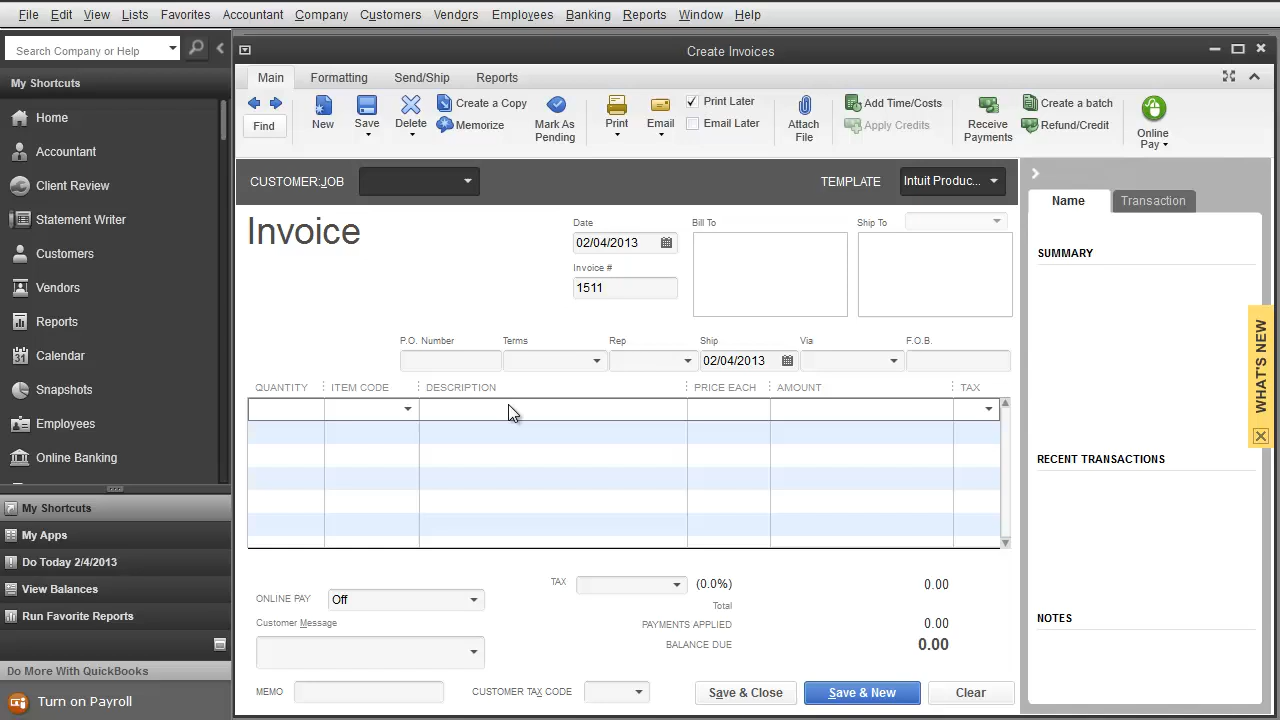 File Edit View Lists Favorites Accountant Company Customers Vendors Employees Banking Reports Window Help
Search Company or Help
My Shortcuts
Home
Accountant
Client Review
Statement Writer
Customers
Vendors
Reports
31 Calendar
Snapshots
Employees
Online Banking
My Shortcuts
My Apps
Do Today 2/4/2013
View Balances
Run Favorite Reports
Do More With QuickBooks
Turn on Payroll
Create Invoices
Main Formatting Send/Ship Reports
Find
New
Save
Delete
Create a Copy
Memorize
Mark As
Pending
Print
Email
Print Later
Email Later
Attach
File
Add Time/Costs
Apply Credits
Receive
Payments
Create a batch
Refund/Credit
Online
Pay
CUSTOMER:JOB
TEMPLATE Intuit Produc...
Invoice
Date
02/04/2013
Invoice #
1511
Bill To
Ship To
P.O. Number Terms Rep Ship Via F.O.B.
02/04/2013
QUANTITY ITEM CODE DESCRIPTION PRICE EACH AMOUNT TAX
ONLINE PAY Off
Customer Message
TAX (0.0%) 0.00
Total
PAYMENTS APPLIED 0.00
BALANCE DUE 0.00
MEMO
CUSTOMER TAX CODE
Save & Close Save & New Clear
Name Transaction
SUMMARY
RECENT TRANSACTIONS
NOTES
WHAT'S NEW